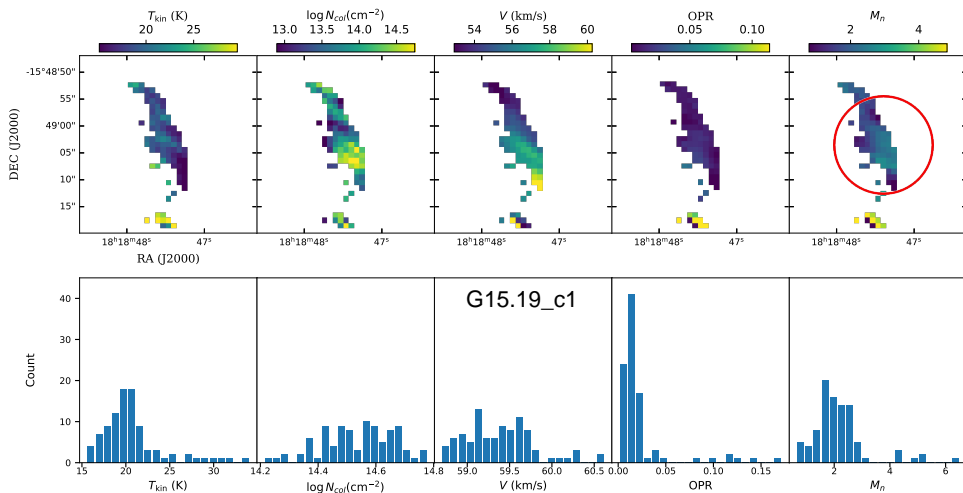 T_kin (K) log N_col(cm⁻²) V (km/s) OPR M_n
20 25 13.0 13.5 14.0 14.5 54 56 58 60 0.05 0.10 2 4
-15°48'50"
55"
49'00"
05"
10"
15"
DEC (J2000)
18ʰ18ᵐ48ˢ 47ˢ 18ʰ18ᵐ48ˢ 47ˢ 18ʰ18ᵐ48ˢ 47ˢ 18ʰ18ᵐ48ˢ 47ˢ 18ʰ18ᵐ48ˢ 47ˢ
RA (J2000)
G15.19_c1
40
30
20
10
0
Count
15 20 25 30 14.2 14.4 14.6 14.8 59.0 59.5 60.0 60.5 0.00 0.05 0.10 0.15 2 4 6
T_kin (K) log N_col(cm⁻²) V (km/s) OPR M_n